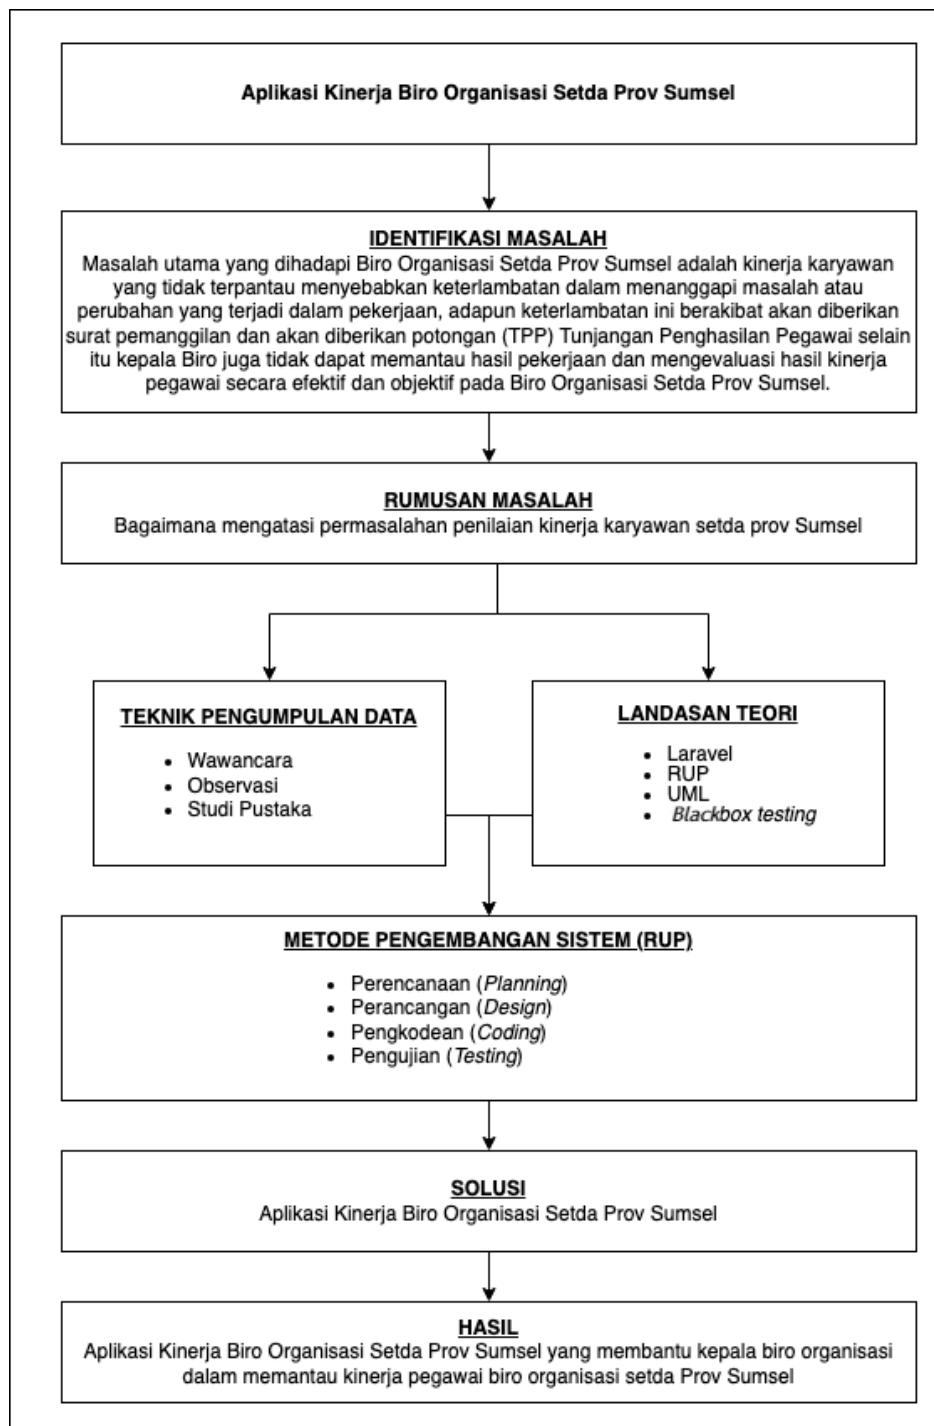 Aplikasi Kinerja Biro Organisasi Setda Prov Sumsel
IDENTIFIKASI MASALAH
Masalah utama yang dihadapi Biro Organisasi Setda Prov Sumsel adalah kinerja karyawan
yang tidak terpantau menyebabkan keterlambatan dalam menanggapi masalah atau
perubahan yang terjadi dalam pekerjaan, adapun keterlambatan ini berakibat akan diberikan
surat pemanggilan dan akan diberikan potongan (TPP) Tunjangan Penghasilan Pegawai selain
itu kepala Biro juga tidak dapat memantau hasil pekerjaan dan mengevaluasi hasil kinerja
pegawai secara efektif dan objektif pada Biro Organisasi Setda Prov Sumsel.
RUMUSAN MASALAH
Bagaimana mengatasi permasalahan penilaian kinerja karyawan setda prov Sumsel
TEKNIK PENGUMPULAN DATA
• Wawancara
• Observasi
• Studi Pustaka
LANDASAN TEORI
• Laravel
• RUP
• UML
• Blackbox testing
METODE PENGEMBANGAN SISTEM (RUP)
• Perencanaan (Planning)
• Perancangan (Design)
• Pengkodean (Coding)
• Pengujian (Testing)
SOLUSI
Aplikasi Kinerja Biro Organisasi Setda Prov Sumsel
HASIL
Aplikasi Kinerja Biro Organisasi Setda Prov Sumsel yang membantu kepala biro organisasi
dalam memantau kinerja pegawai biro organisasi setda Prov Sumsel